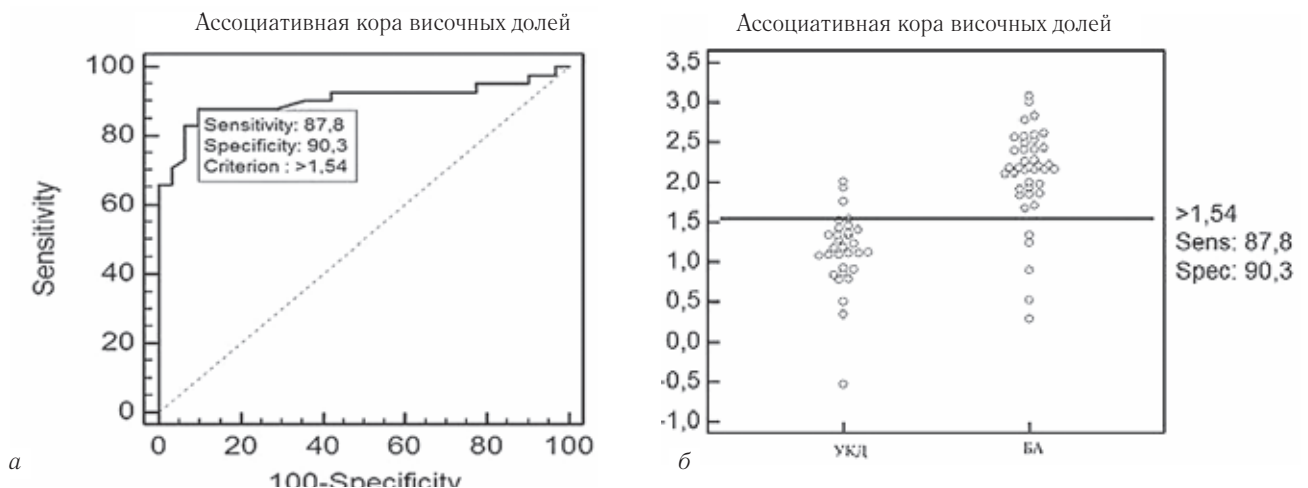 Ассоциативная кора височных долей
100
80
60
40
20
0
Sensitivity
Sensitivity: 87,8
Specificity: 90,3
Criterion : >1,54
0 20 40 60 80 100
100-Specificity
а
Ассоциативная кора височных долей
3,5
3,0
2,5
2,0
1,5
1,0
0,5
0,0
-0,5
-1,0
>1,54
Sens: 87,8
Spec: 90,3
УКД БА
б